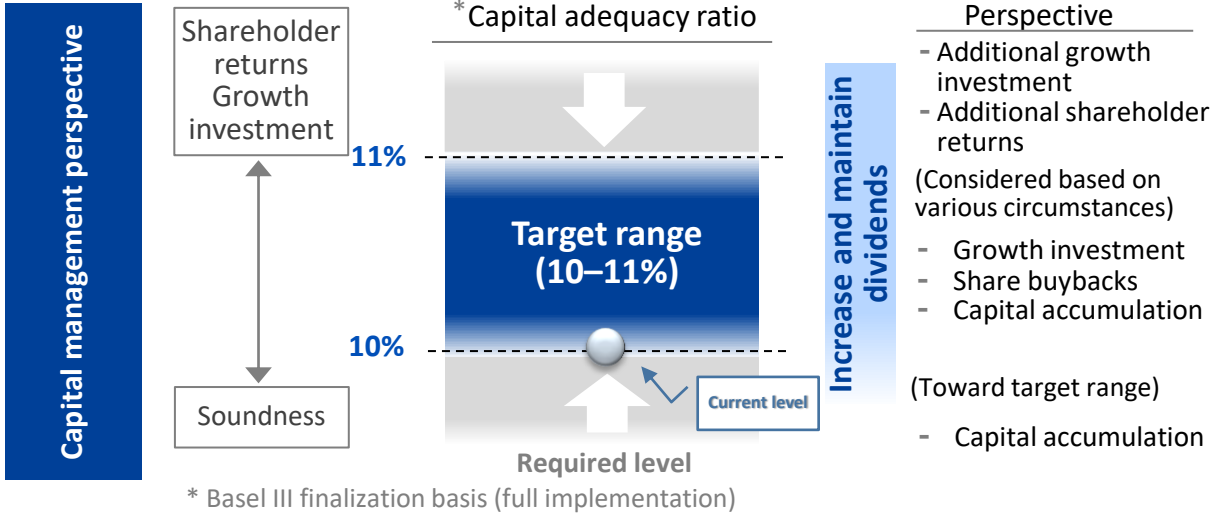 Capital management perspective
Shareholder
returns
Growth
investment
Soundness
*Capital adequacy ratio
11%
Target range
(10–11%)
10%
Current level
Required level
* Basel III finalization basis (full implementation)
Increase and maintain
dividends
Perspective
- Additional growth
investment
- Additional shareholder
returns
(Considered based on
various circumstances)
- Growth investment
- Share buybacks
- Capital accumulation
(Toward target range)
- Capital accumulation